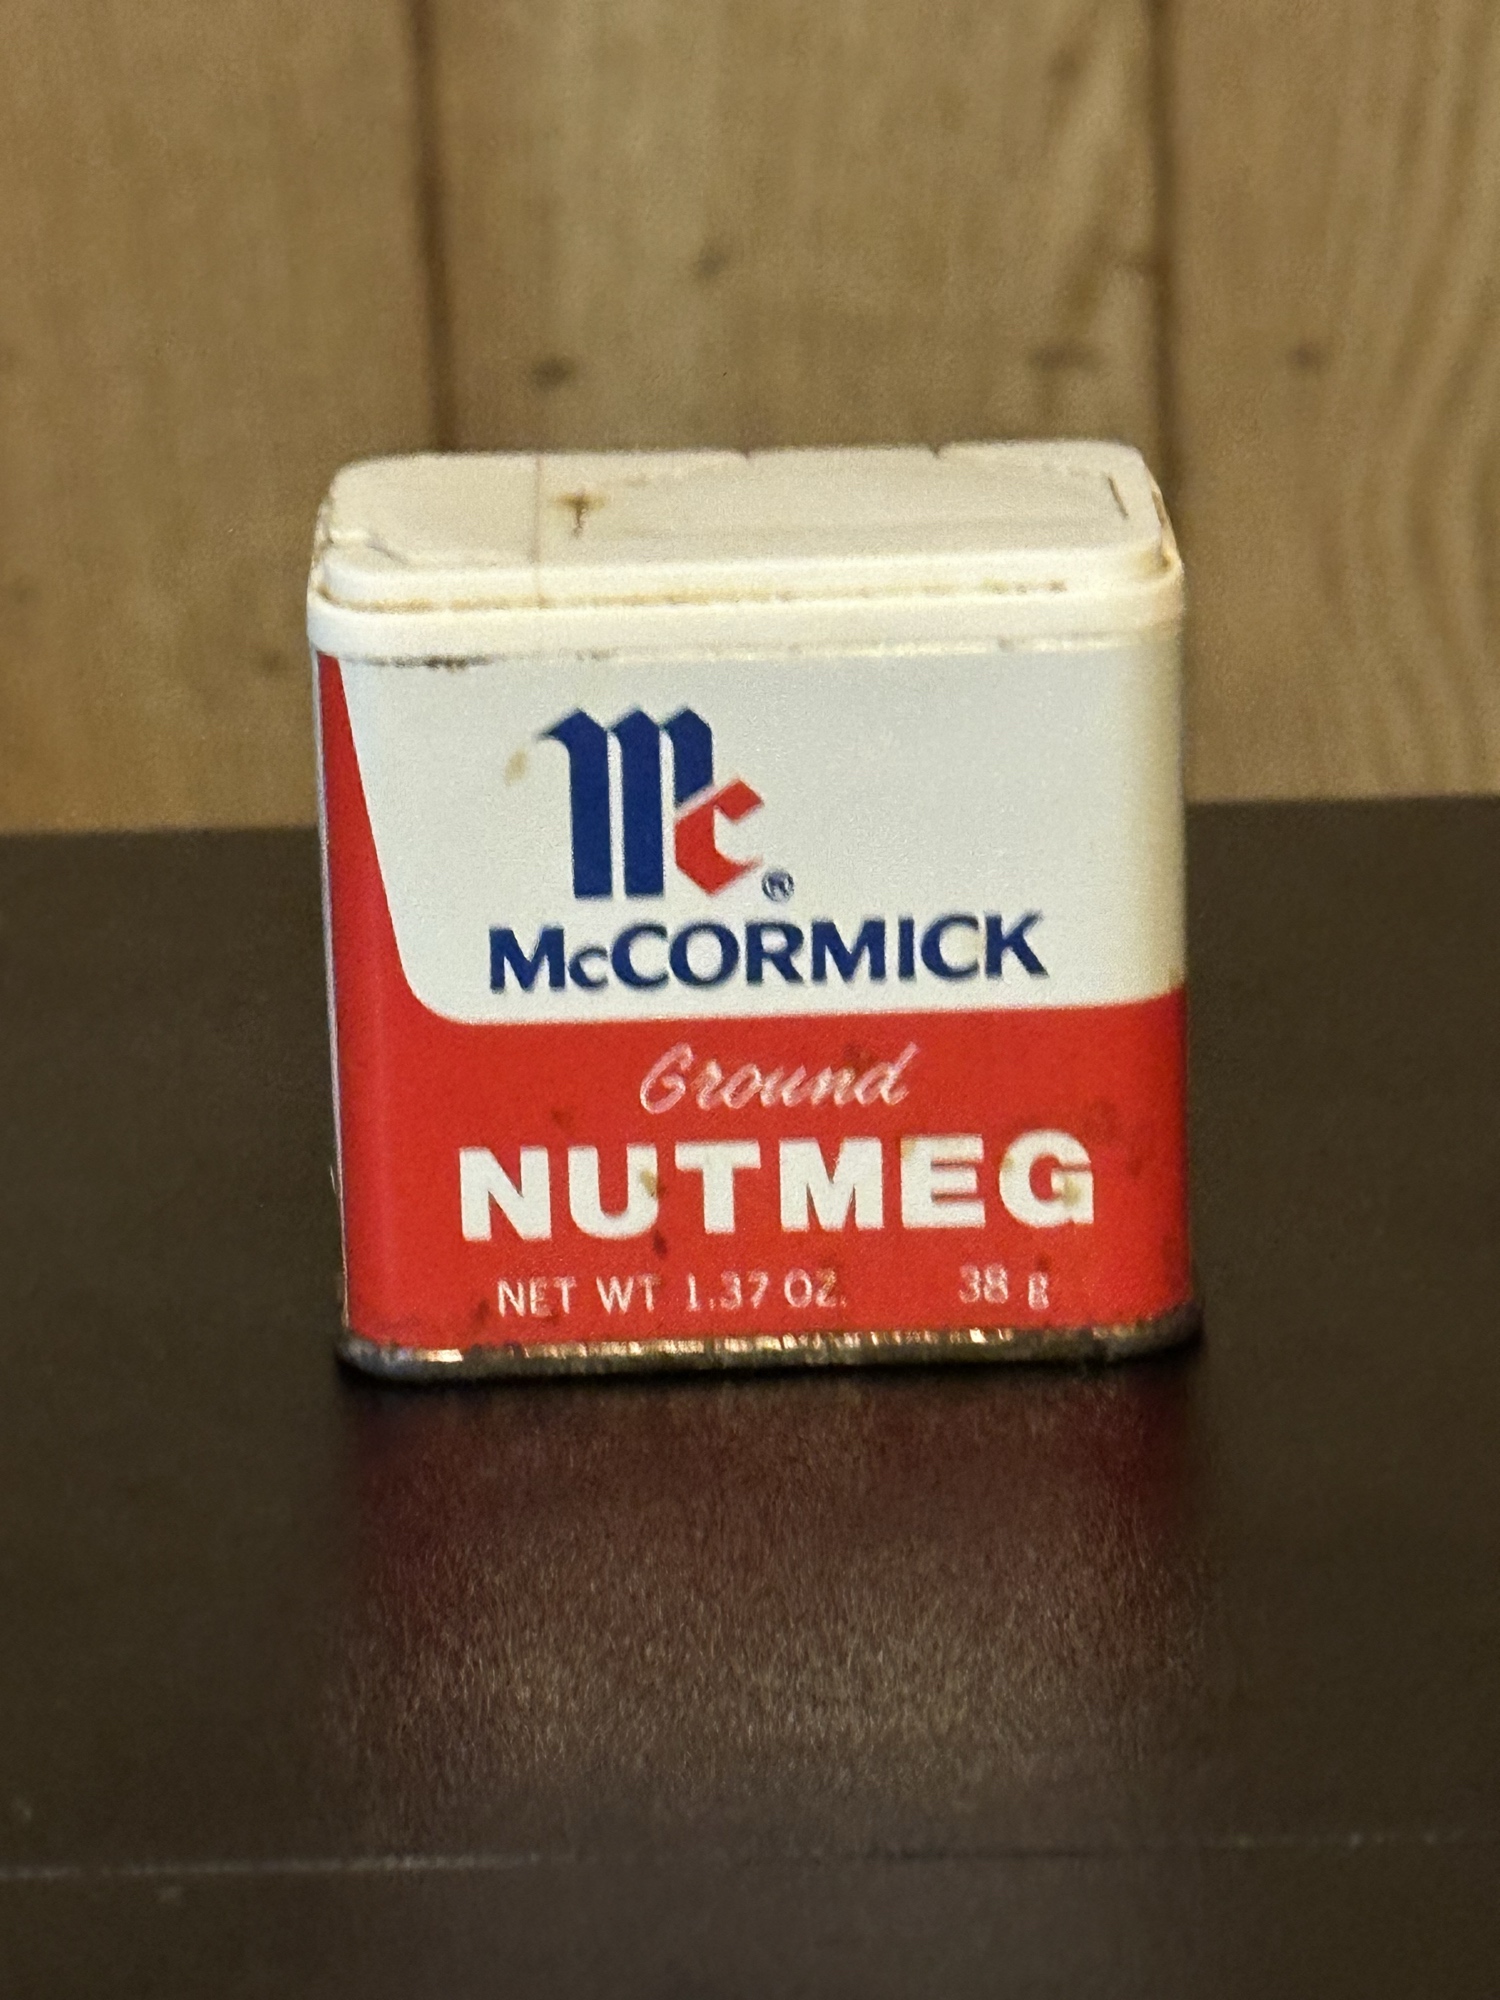 Mc®
McCORMICK
Ground
NUTMEG
NET WT 1.37 OZ. 38 g